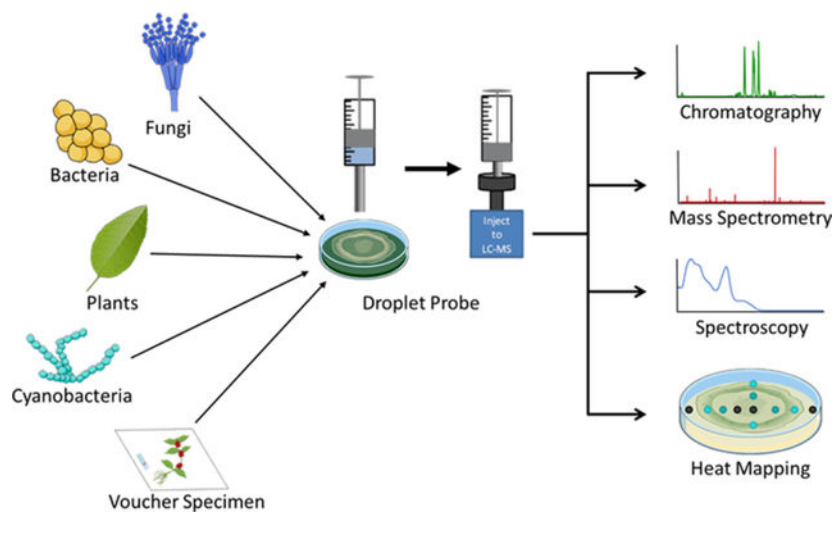 Fungi
Bacteria
Plants
Cyanobacteria
Voucher Specimen
Droplet Probe
Inject
to
LC-MS
Chromatography
Mass Spectrometry
Spectroscopy
Heat Mapping